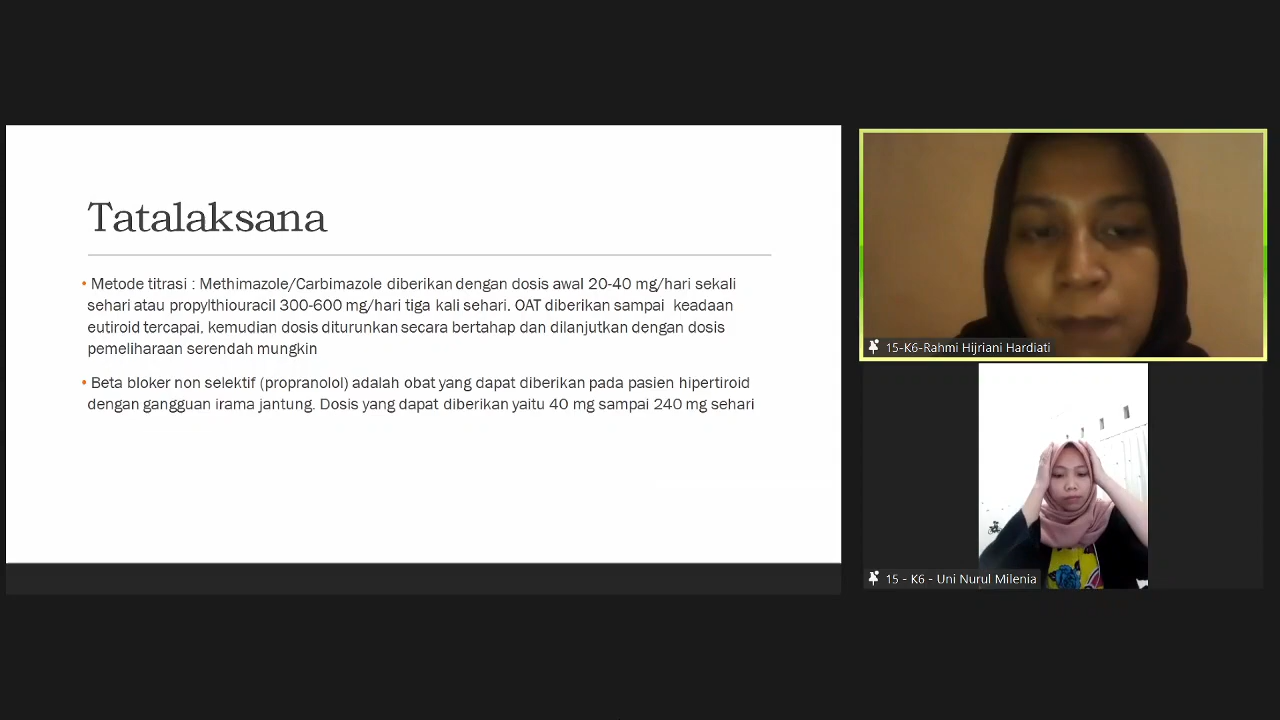 Tatalaksana
• Metode titrasi : Methimazole/Carbimazole diberikan dengan dosis awal 20-40 mg/hari sekali
sehari atau propylthiouracil 300-600 mg/hari tiga kali sehari. OAT diberikan sampai keadaan
eutiroid tercapai, kemudian dosis diturunkan secara bertahap dan dilanjutkan dengan dosis
pemeliharaan serendah mungkin
• Beta bloker non selektif (propranolol) adalah obat yang dapat diberikan pada pasien hipertiroid
dengan gangguan irama jantung. Dosis yang dapat diberikan yaitu 40 mg sampai 240 mg sehari
15-K6-Rahmi Hijriani Hardiati
15 - K6 - Uni Nurul Milenia